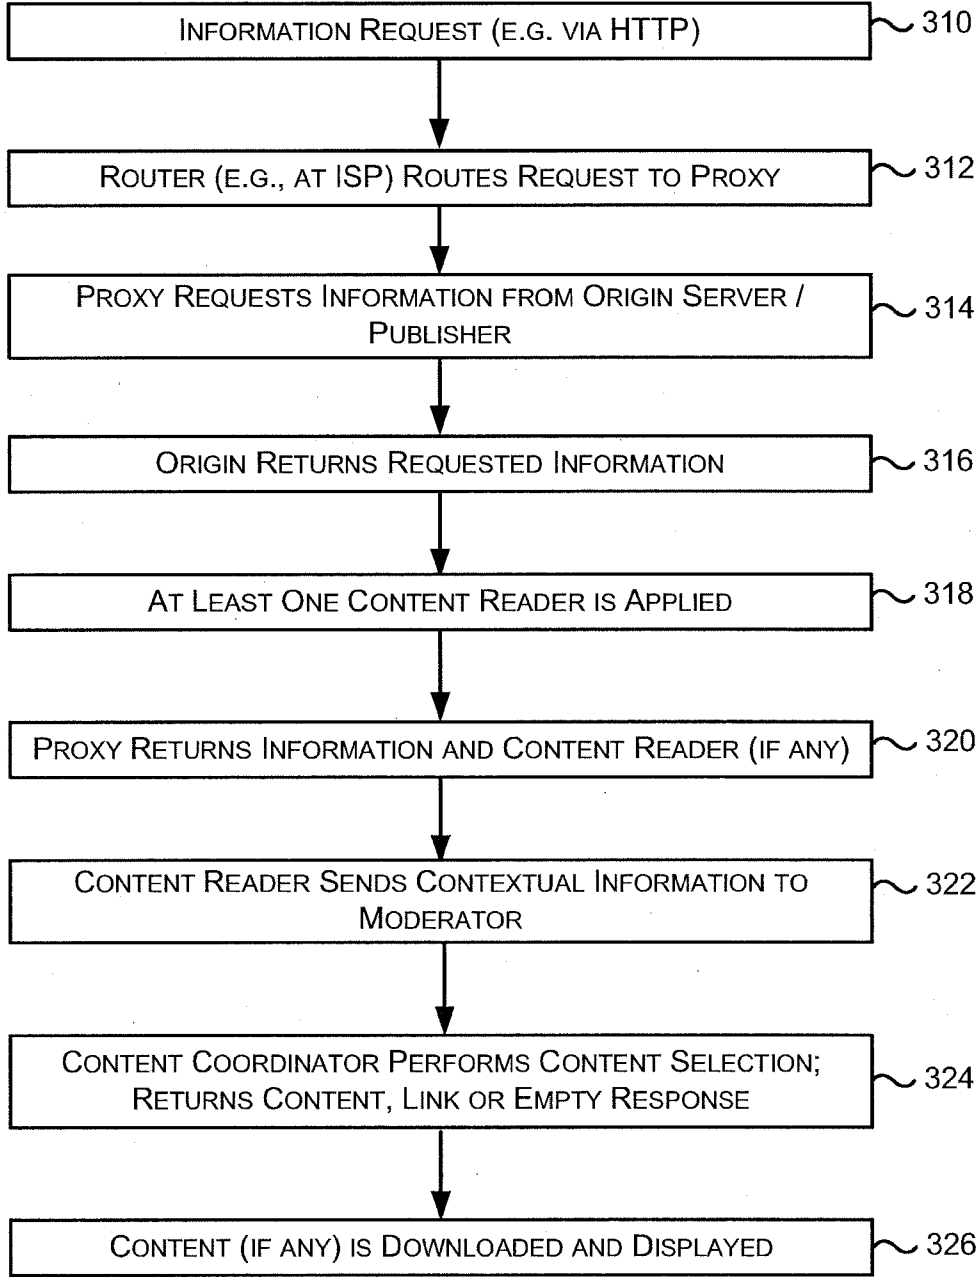 INFORMATION REQUEST (E.G. VIA HTTP)
310
ROUTER (E.G., AT ISP) ROUTES REQUEST TO PROXY
312
PROXY REQUESTS INFORMATION FROM ORIGIN SERVER /
PUBLISHER
314
ORIGIN RETURNS REQUESTED INFORMATION
316
AT LEAST ONE CONTENT READER IS APPLIED
318
PROXY RETURNS INFORMATION AND CONTENT READER (IF ANY)
320
CONTENT READER SENDS CONTEXTUAL INFORMATION TO
MODERATOR
322
CONTENT COORDINATOR PERFORMS CONTENT SELECTION;
RETURNS CONTENT, LINK OR EMPTY RESPONSE
324
CONTENT (IF ANY) IS DOWNLOADED AND DISPLAYED
326